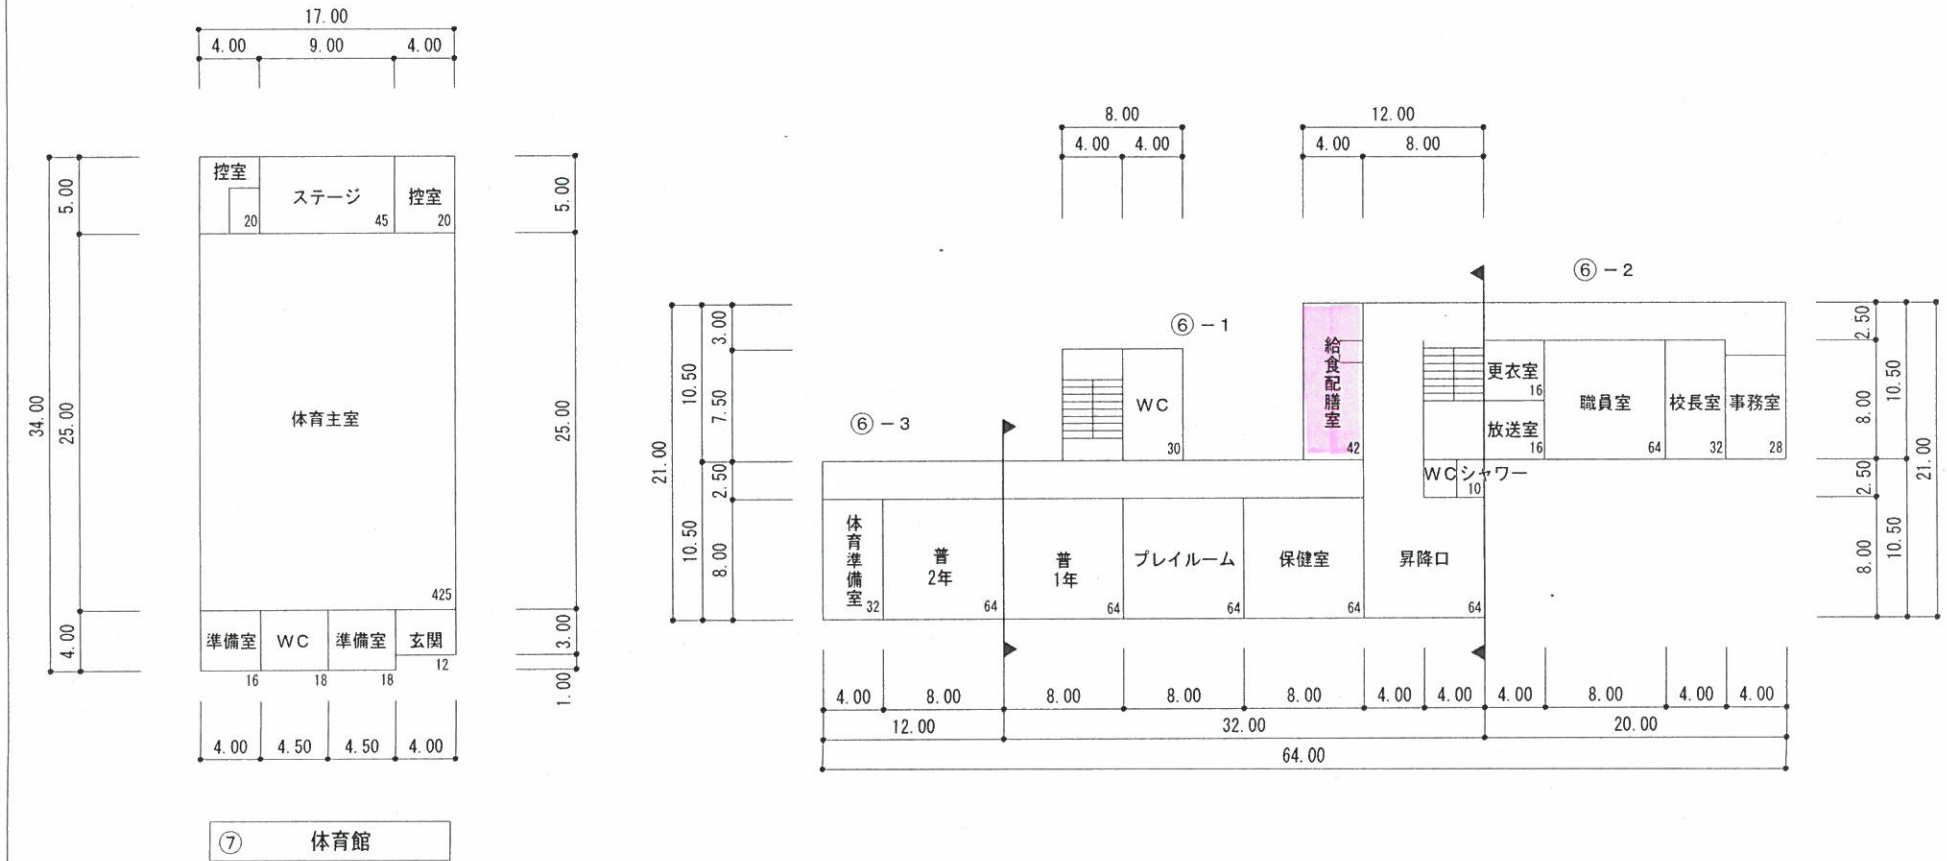 17.00
4.00 9.00 4.00
34.00
5.00
25.00
4.00
控室
20
ステージ
45
控室
20
体育主室
425
準備室
16
WC
18
準備室
18
玄関
12
5.00
25.00
3.00
1.00
4.00 4.50 4.50 4.00
⑦ 体育館
8.00
4.00 4.00
12.00
4.00 8.00
⑥-1
⑥-2
⑥-3
21.00
10.50
10.50
3.00
7.50
2.50
8.00
WC
30
給食配膳室
42
更衣室
16
放送室
16
職員室
64
校長室
32
事務室
28
WCシャワー
10
体育準備室
32
普
2年
64
普
1年
64
プレイルーム
64
保健室
64
昇降口
64
2.50
8.00
2.50
8.00
10.50
10.50
21.00
4.00 8.00 8.00 8.00 8.00 4.00 4.00 4.00 8.00 4.00 4.00
12.00 32.00 20.00
64.00